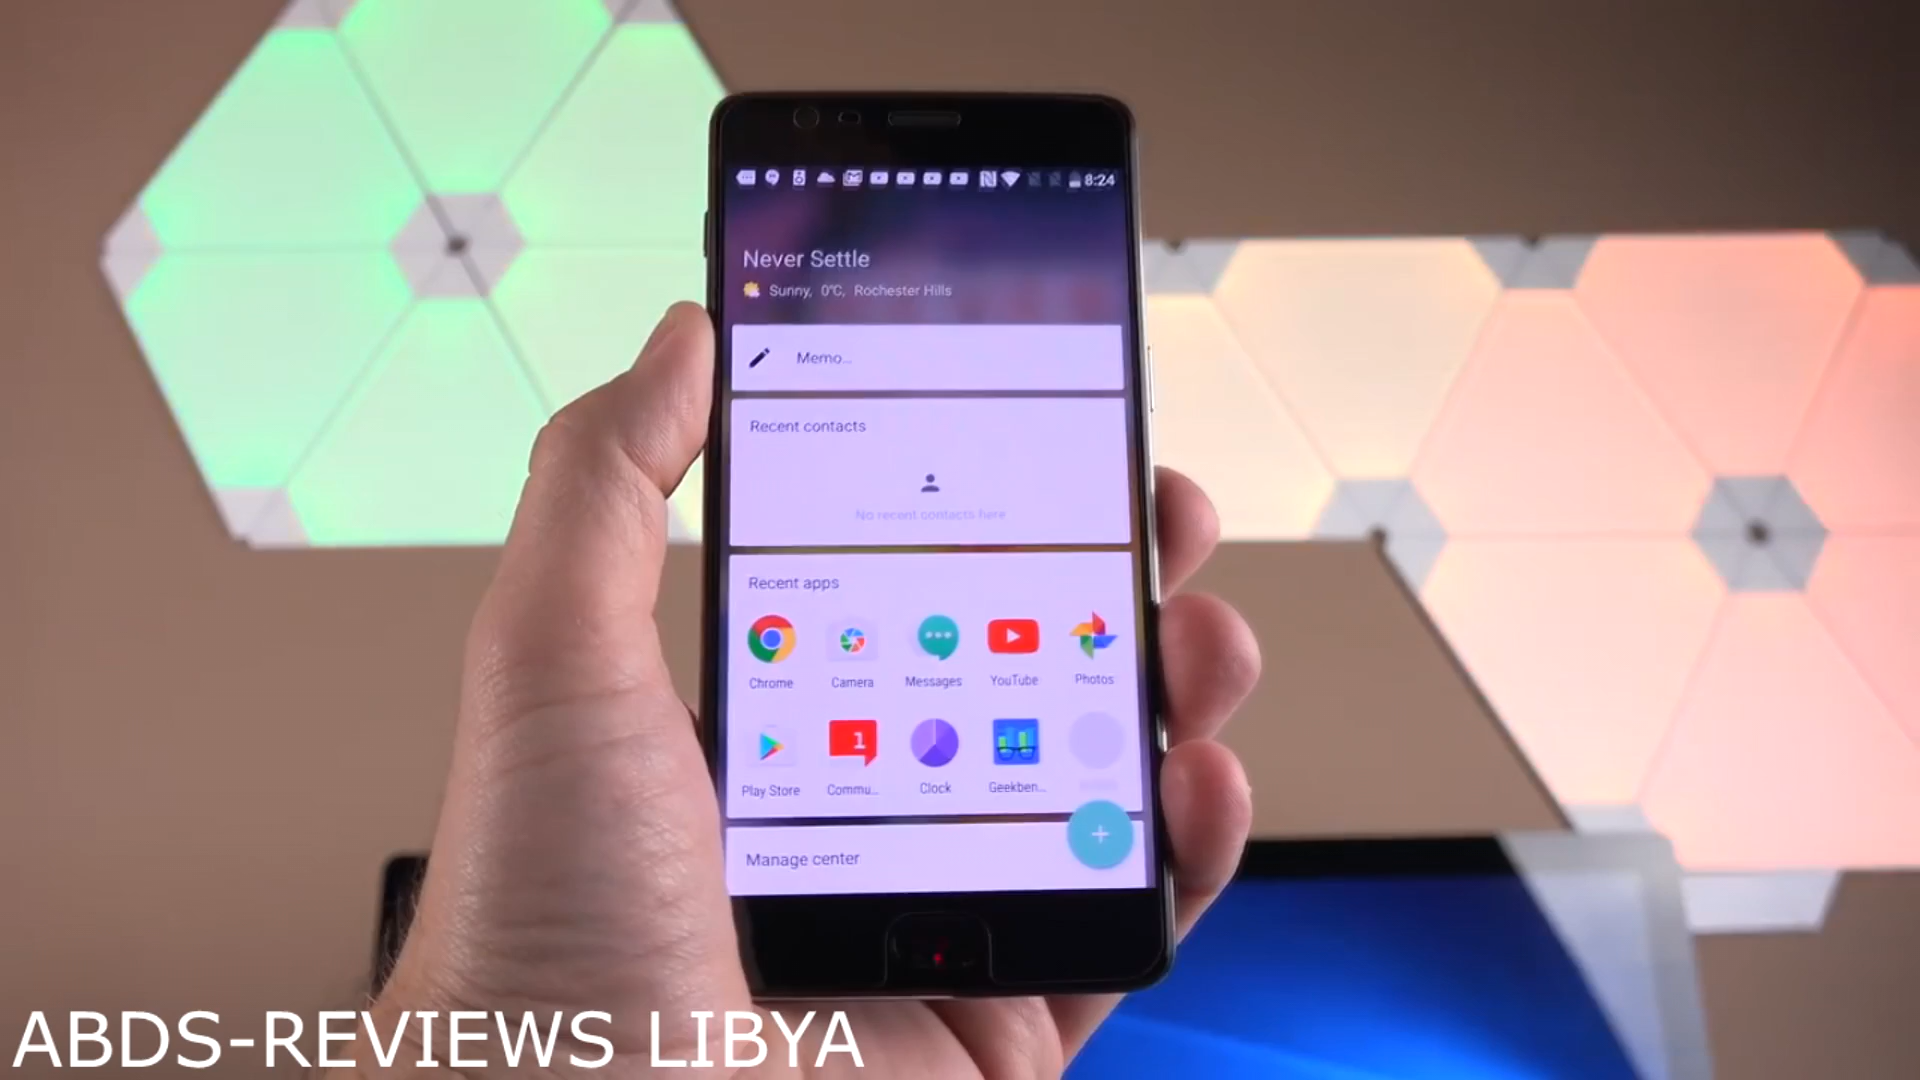 8:24
Never Settle
Sunny, 0°C, Rochester Hills
Memo...
Recent contacts
No recent contacts here
Recent apps
Chrome Camera Messages YouTube Photos
1
Play Store Commu... Clock Geekben...
+
Manage center
ABDS-REVIEWS LIBYA